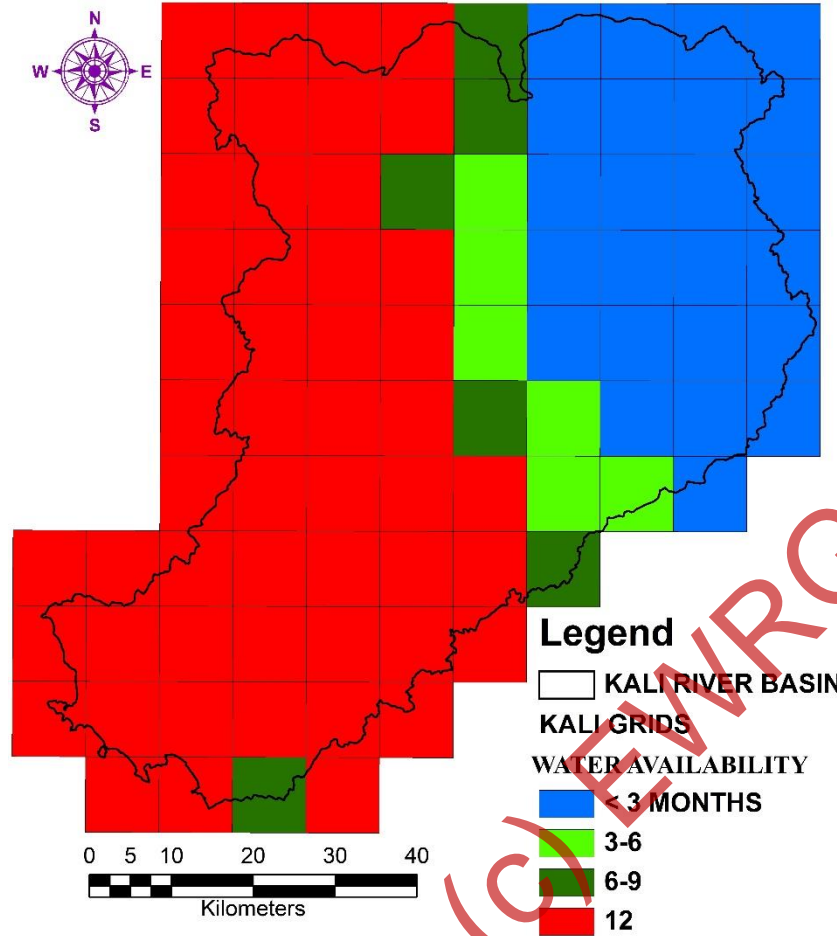 N
W E
S
Legend
KALI RIVER BASIN
KALI GRIDS
WATER AVAILABILITY
< 3 MONTHS
3-6
6-9
12
0 5 10 20 30 40
Kilometers
(c) EWRG